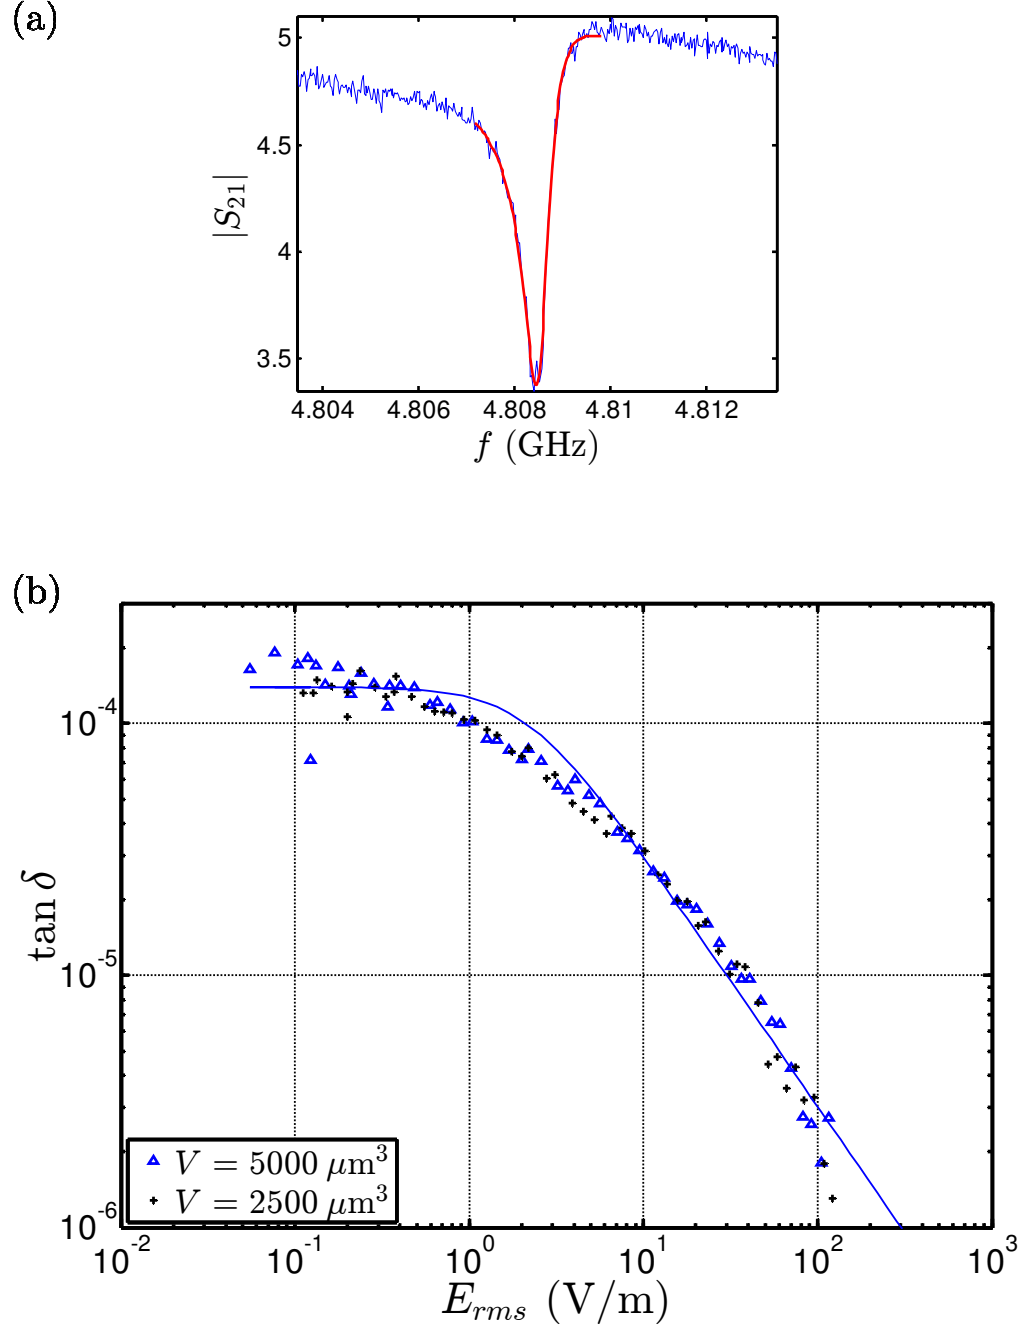 (a)
5
4.5
4
3.5
|S₂₁|
4.804 4.806 4.808 4.81 4.812
f (GHz)
(b)
10⁻⁴
10⁻⁵
10⁻⁶
tan δ
V = 5000 μm³
V = 2500 μm³
10⁻² 10⁻¹ 10⁰ 10¹ 10² 10³
Eᵣₘₛ (V/m)